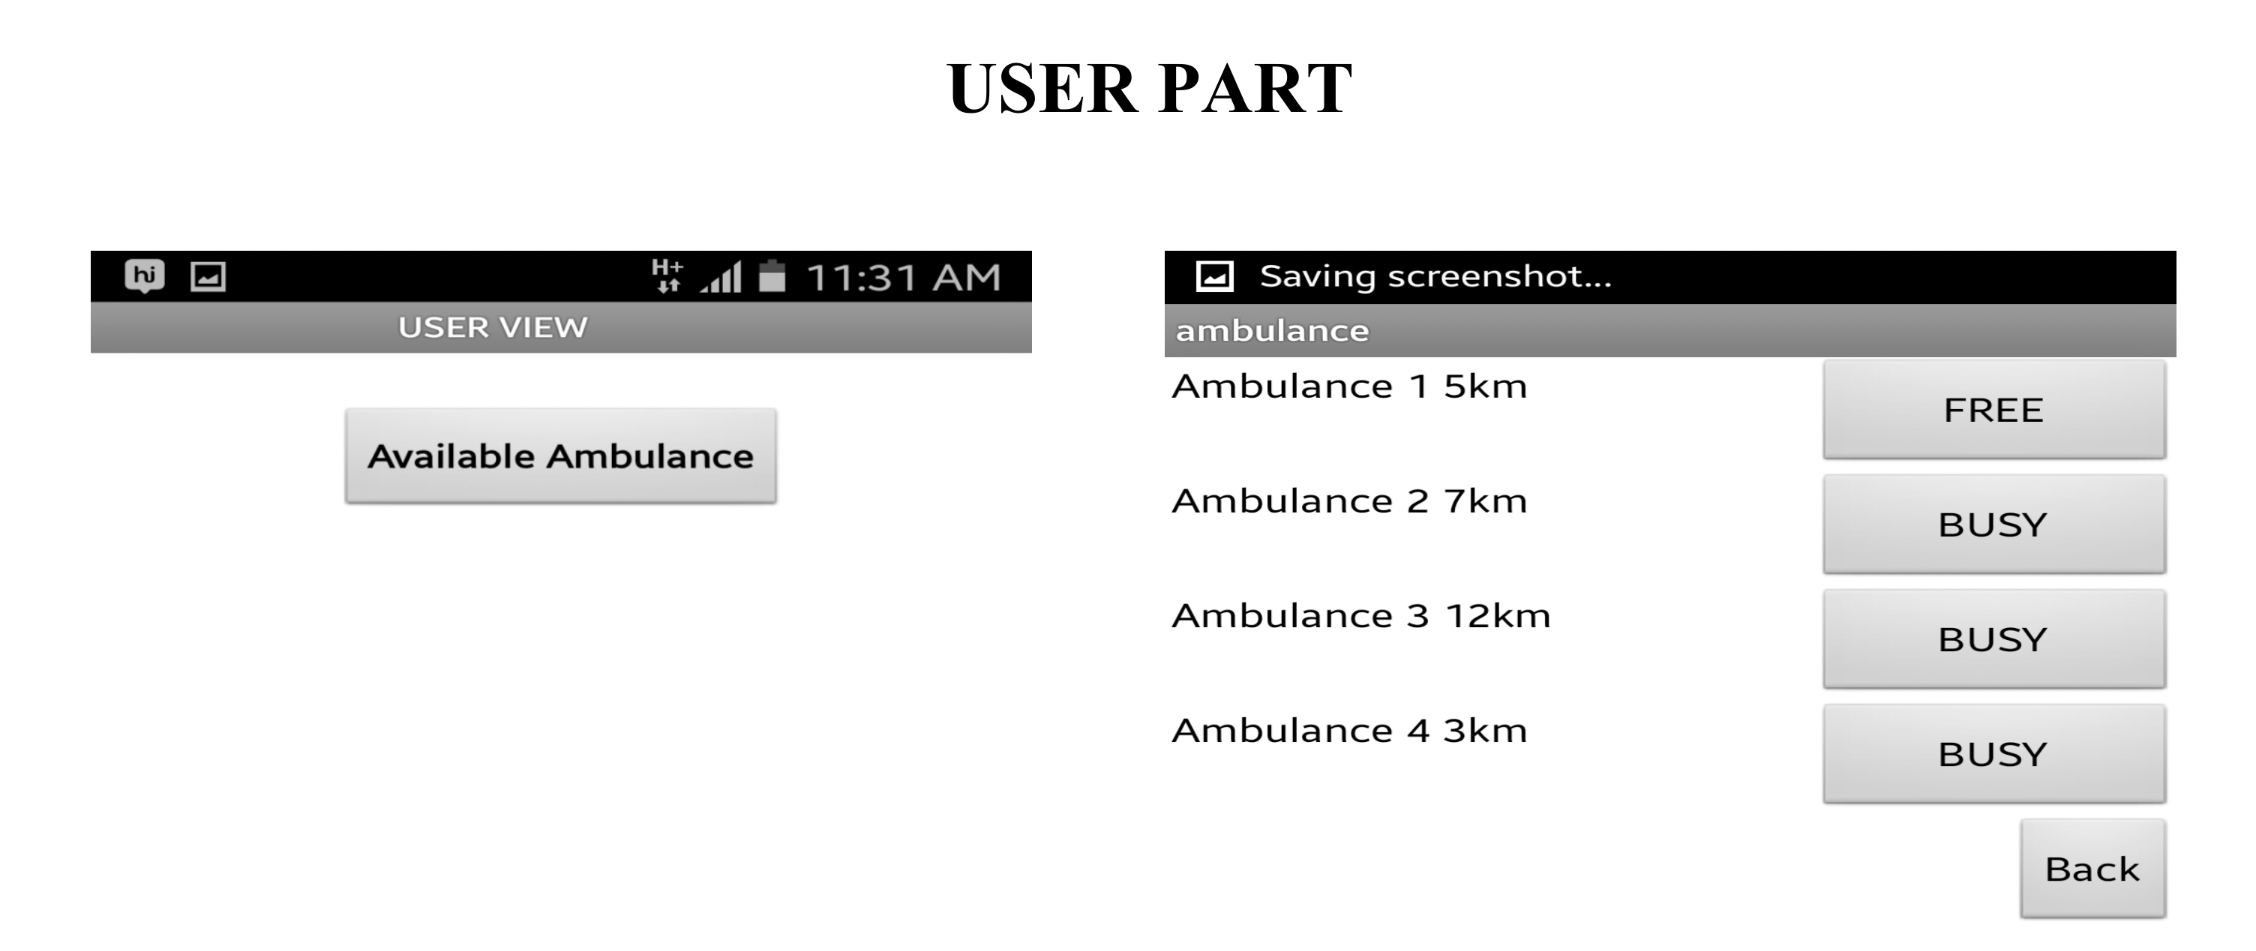 USER PART
hi
H+ 11:31 AM
USER VIEW
Available Ambulance
Saving screenshot...
ambulance
Ambulance 1 5km
FREE
Ambulance 2 7km
BUSY
Ambulance 3 12km
BUSY
Ambulance 4 3km
BUSY
Back